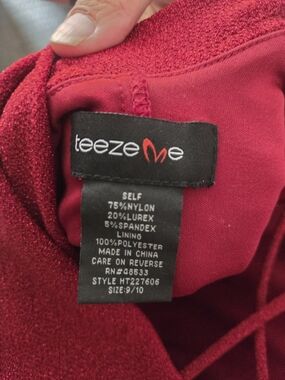 teeze me
SELF
75%NYLON
20%LUREX
5%SPANDEX
LINING
100%POLYESTER
MADE IN CHINA
CARE ON REVERSE
RN#48533
STYLE HT227606
SIZE:9/10